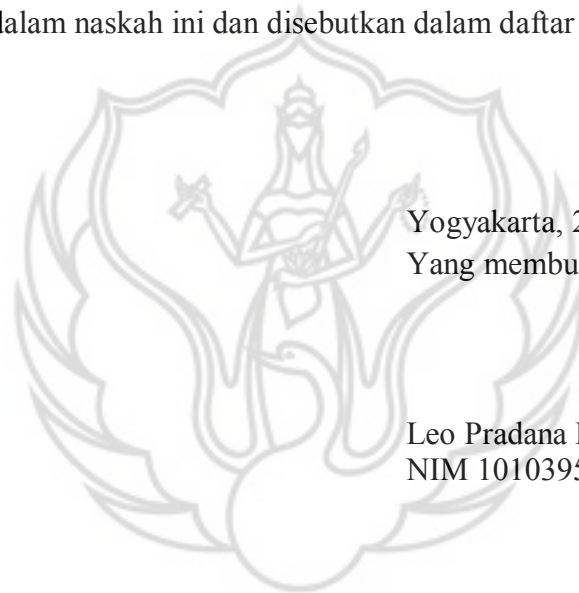 dalam naskah ini dan disebutkan dalam daftar
Yogyakarta, 2
Yang membu
Leo Pradana
NIM 1010395